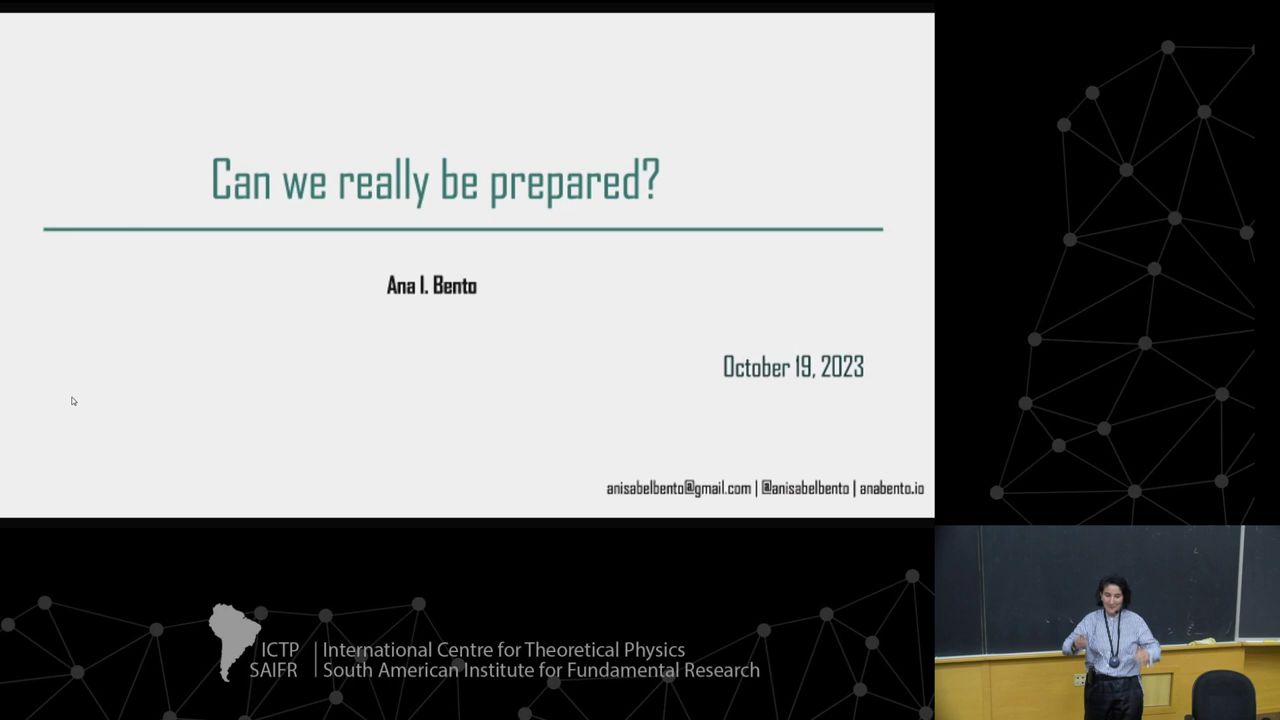 Can we really be prepared?
Ana I. Bento
October 19, 2023
anisabelbento@gmail.com | @anisabelbento | anabento.io
ICTP | International Centre for Theoretical Physics
SAIFR | South American Institute for Fundamental Research